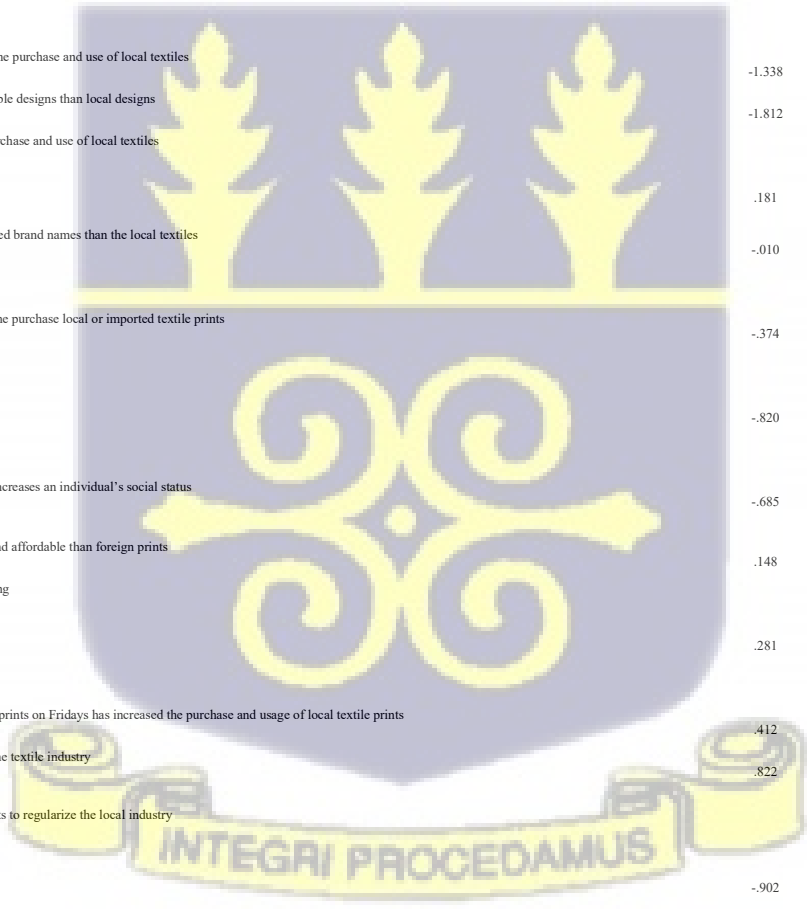 he purchase and use of local textiles
-1.338
ble designs than local designs
-1.812
rchase and use of local textiles
.181
ed brand names than the local textiles
-.010
he purchase local or imported textile prints
-.374
-.820
ncreases an individual’s social status
-.685
nd affordable than foreign prints
.148
ng
.281
prints on Fridays has increased the purchase and usage of local textile prints
.412
he textile industry
.822
ts to regularize the local industry
INTEGRI PROCEDAMUS
-.902